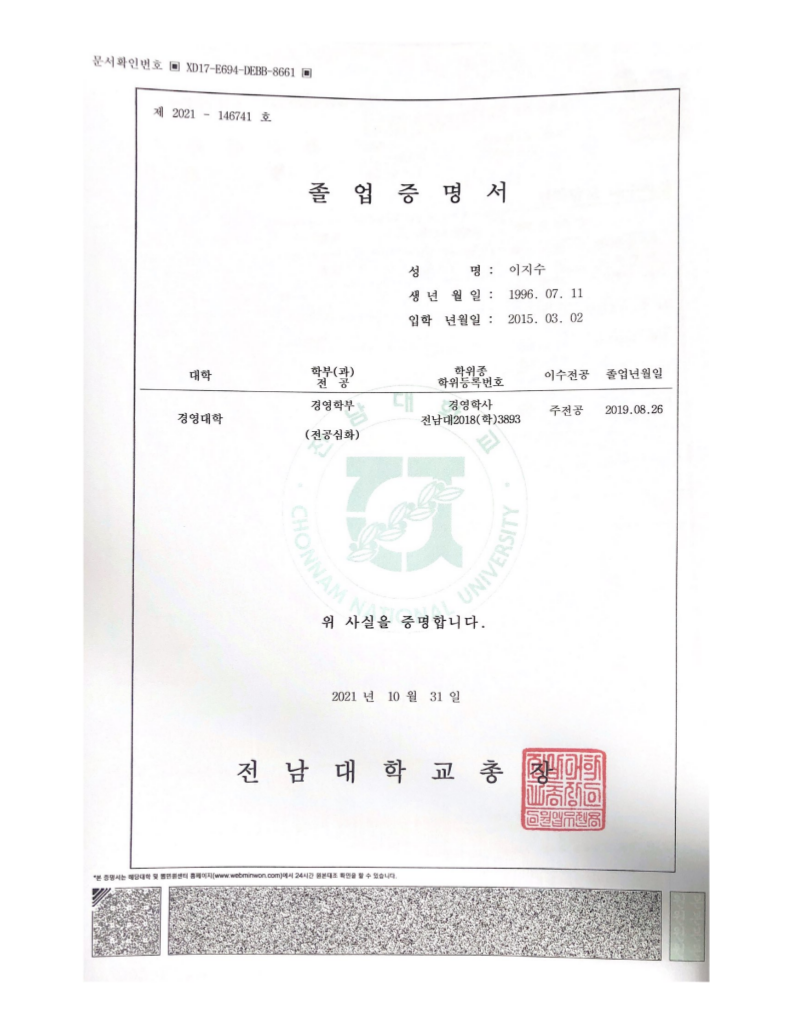 문서확인번호 ▣ XD17-E694-DEBB-8661 ▣
제 2021 - 146741 호
졸 업 증 명 서
성 명 : 이지수
생 년 월 일 : 1996. 07. 11
입학 년월일 : 2015. 03. 02
대학 학부(과) 전 공 학위종 학위등록번호 이수전공 졸업년월일
경영대학 경영학부 (전공심화) 경영학사 전남대2018(학)3893 주전공 2019.08.26
전 남 대 학 교
CHONNAM NATIONAL UNIVERSITY
위 사실을 증명합니다.
2021 년 10 월 31 일
전 남 대 학 교 총 장
*본 증명서는 해당대학 및 웹민원센터 홈페이지(www.webminwon.com)에서 24시간 원본대조 확인을 할 수 있습니다.